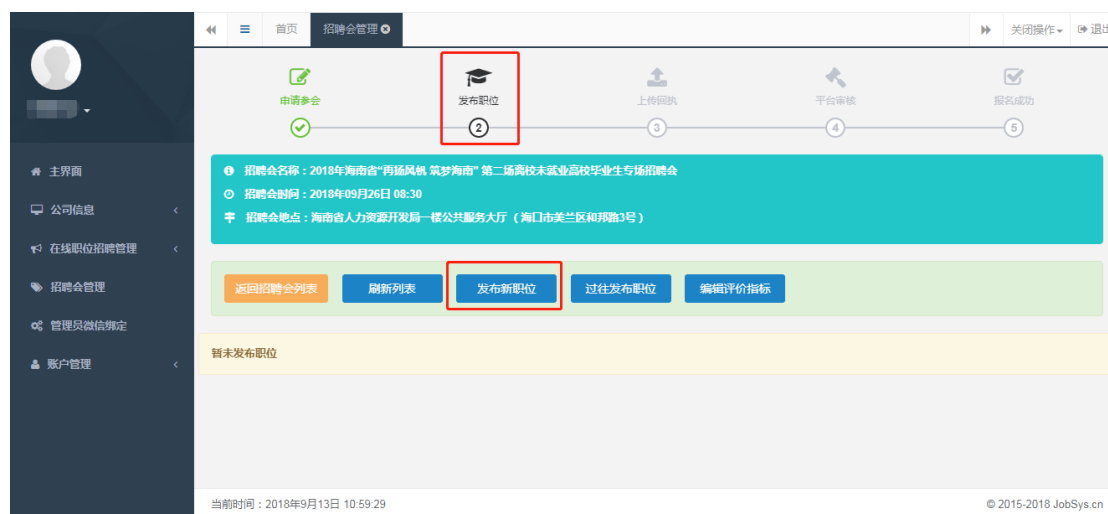 首页
招聘会管理
关闭操作
退出
申请参会
发布职位
上传回执
平台审核
报名成功
2
3
4
5
主界面
公司信息
在线职位招聘管理
招聘会管理
管理员微信绑定
账户管理
招聘会名称：2018年海南省“再扬风帆 筑梦海南” 第二场离校未就业高校毕业生专场招聘会
招聘会时间：2018年09月26日 08:30
招聘会地点：海南省人力资源开发局一楼公共服务大厅（海口市美兰区和邦路3号）
返回招聘会列表
刷新列表
发布新职位
过往发布职位
编辑评价指标
暂未发布职位
当前时间：2018年9月13日 10:59:29
© 2015-2018 JobSys.cn